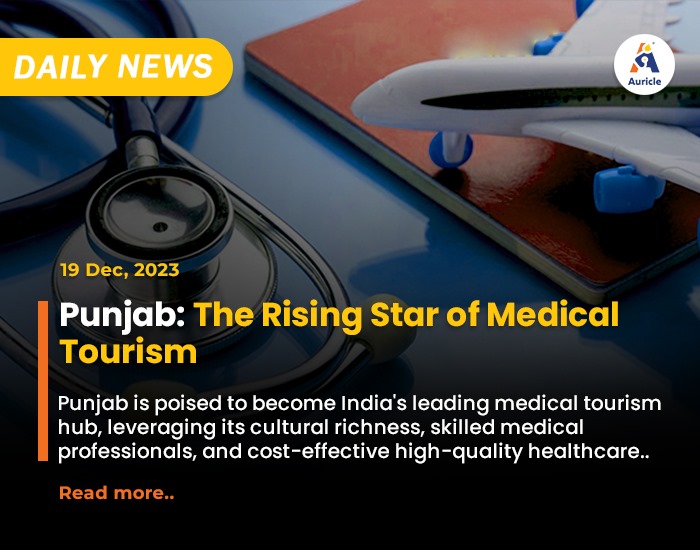 DAILY NEWS
Auricle
19 Dec, 2023
Punjab: The Rising Star of Medical
Tourism
Punjab is poised to become India's leading medical tourism
hub, leveraging its cultural richness, skilled medical
professionals, and cost-effective high-quality healthcare..
Read more..